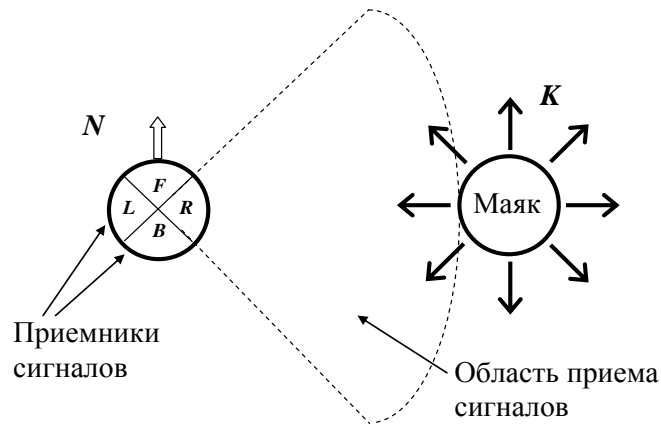 K
N
F
L
R
B
Маяк
Приемники
сигналов
Область приема
сигналов